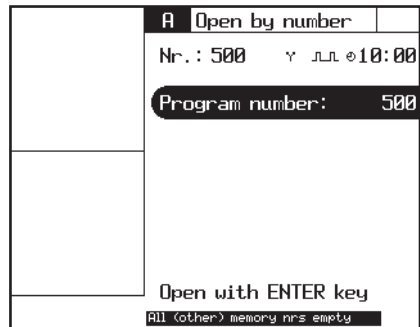 A Open by number
Nr.: 500 Y 10:00
Program number: 500
Open with ENTER key
All (other) memory nrs empty